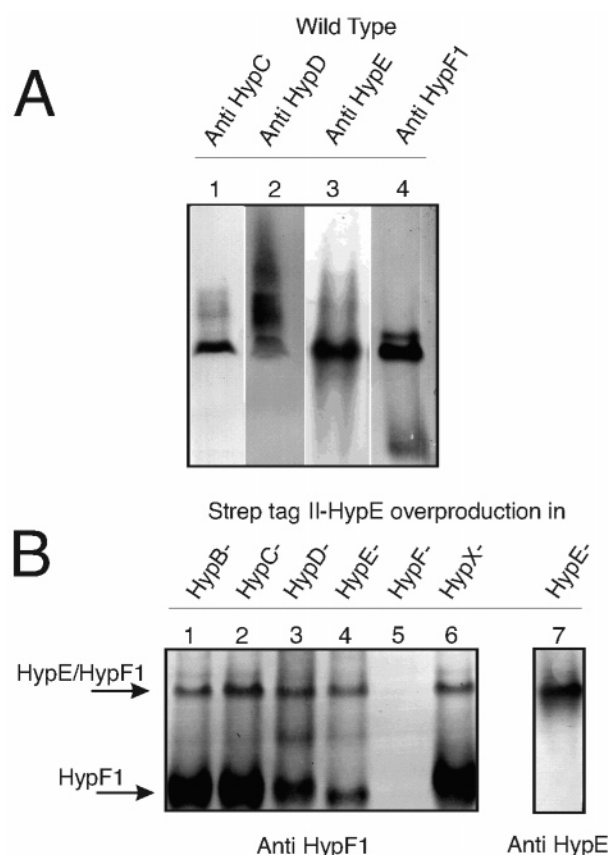 Wild Type
A
Anti HypC
Anti HypD
Anti HypE
Anti HypF1
1 2 3 4
Strep tag II-HypE overproduction in
B
HypB-
HypC-
HypD-
HypE-
HypF-
HypX-
HypE-
1 2 3 4 5 6 7
HypE/HypF1
HypF1
Anti HypF1 Anti HypE